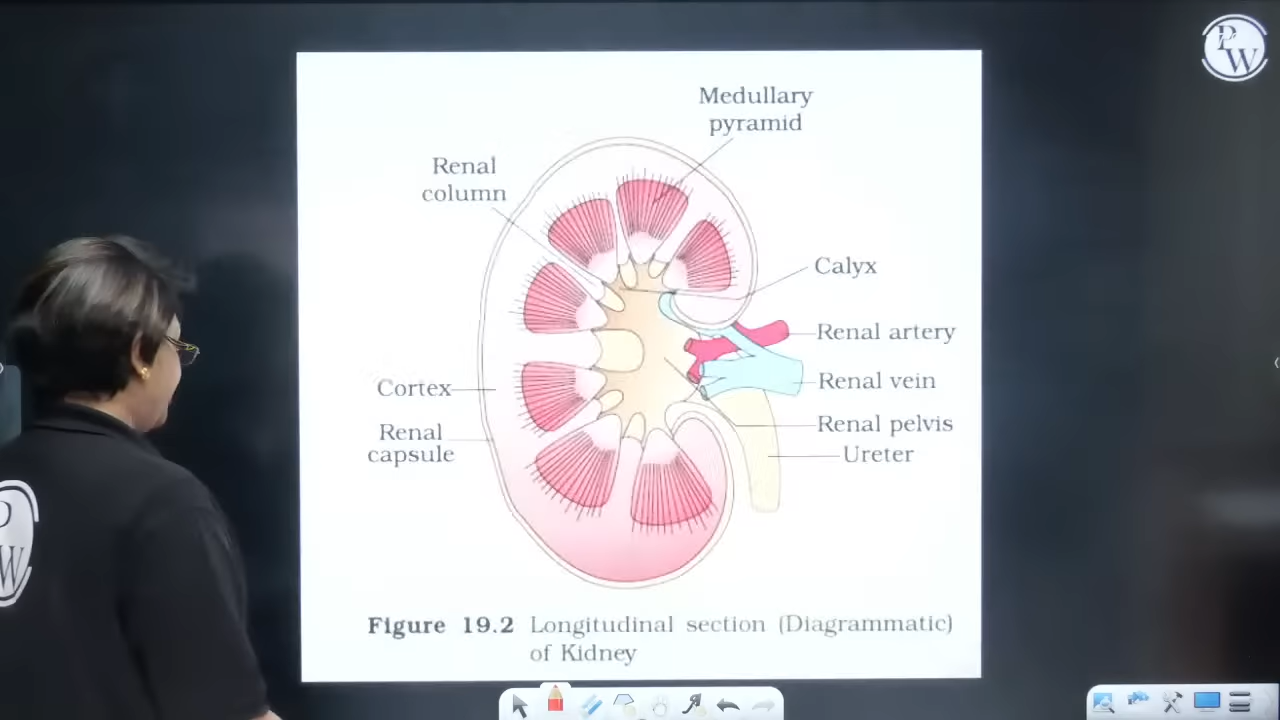 PW
Medullary
pyramid
Renal
column
Calyx
Renal artery
Cortex
Renal vein
Renal
capsule
Renal pelvis
Ureter
Figure 19.2 Longitudinal section (Diagrammatic)
of Kidney
P
W